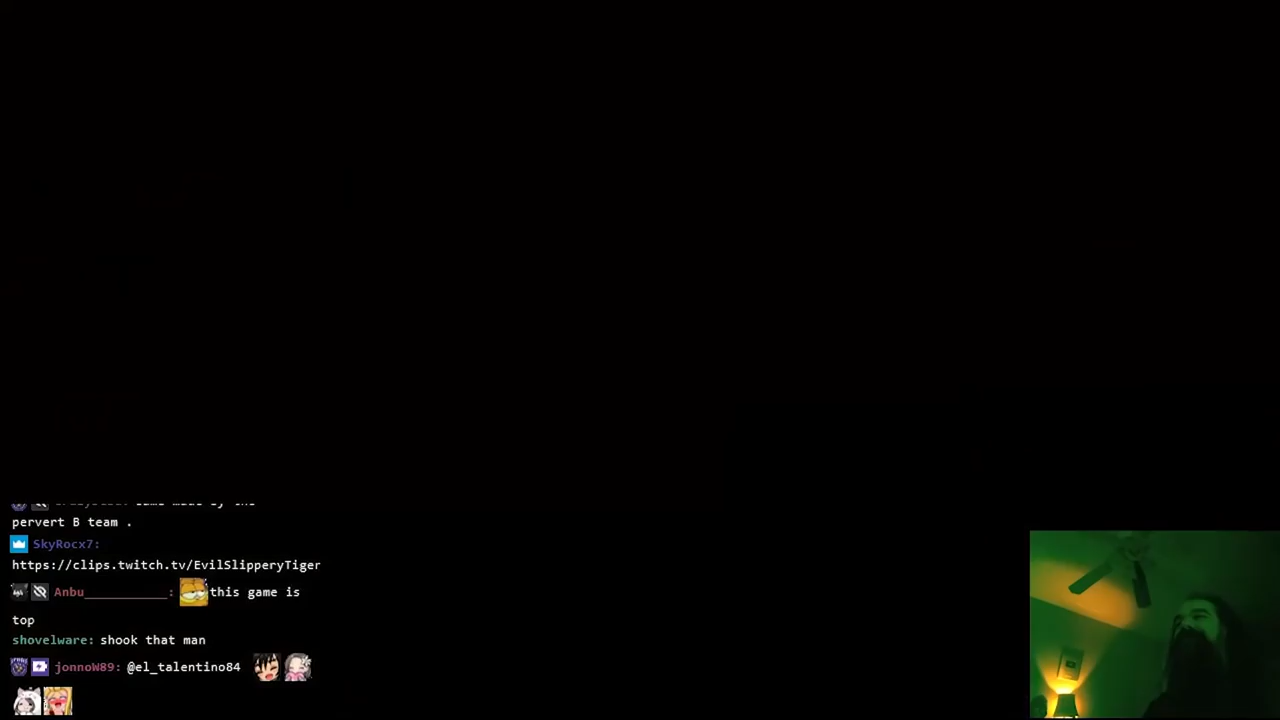 pervert B team .
SkyRocx7:
https://clips.twitch.tv/EvilSlipperyTiger
Anbu__________: this game is
top
shovelware: shook that man
jonnoW89: @el_talentino84